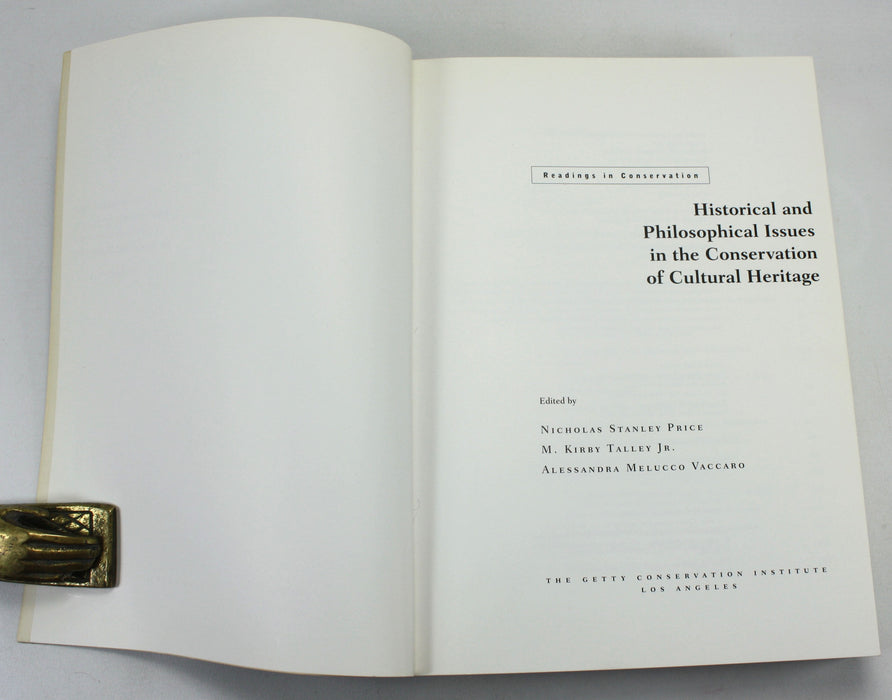 Readings in Conservation
Historical and
Philosophical Issues
in the Conservation
of Cultural Heritage
Edited by
Nicholas Stanley Price
M. Kirby Talley Jr.
Alessandra Melucco Vaccaro
THE GETTY CONSERVATION INSTITUTE
LOS ANGELES